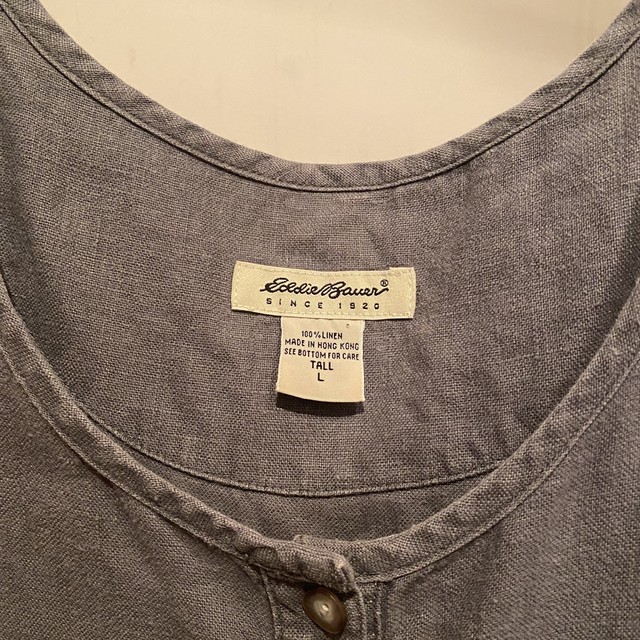 Eddie Bauer®
SINCE 1920
100% LINEN
MADE IN HONG KONG
SEE BOTTOM FOR CARE
TALL
L